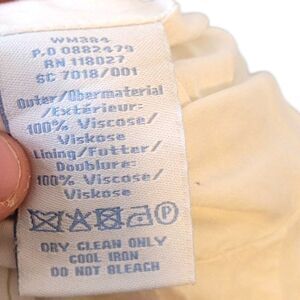 WM384
P.O 0882479
RN 118027
SC 7018/001
Outer/Obermaterial
/Extérieur:
100% Viscose/
Viskose
Lining/Futter/
Doublure:
100% Viscose/
Viskose
P
DRY CLEAN ONLY
COOL IRON
DO NOT BLEACH